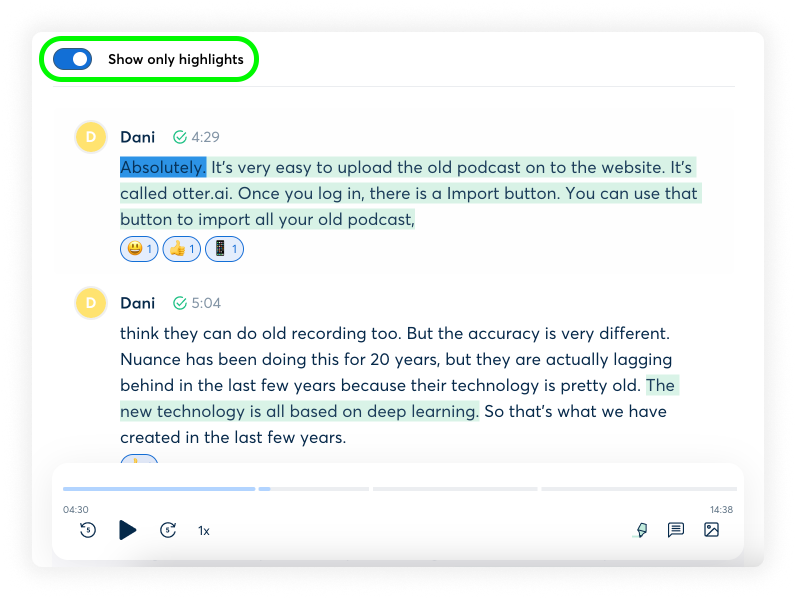 Show only highlights
D
Dani
4:29
Absolutely. It's very easy to upload the old podcast on to the website. It's
called otter.ai. Once you log in, there is a Import button. You can use that
button to import all your old podcast,
1 1 1
D
Dani
5:04
think they can do old recording too. But the accuracy is very different.
Nuance has been doing this for 20 years, but they are actually lagging
behind in the last few years because their technology is pretty old. The
new technology is all based on deep learning. So that's what we have
created in the last few years.
04:30
14:38
5
5
1x